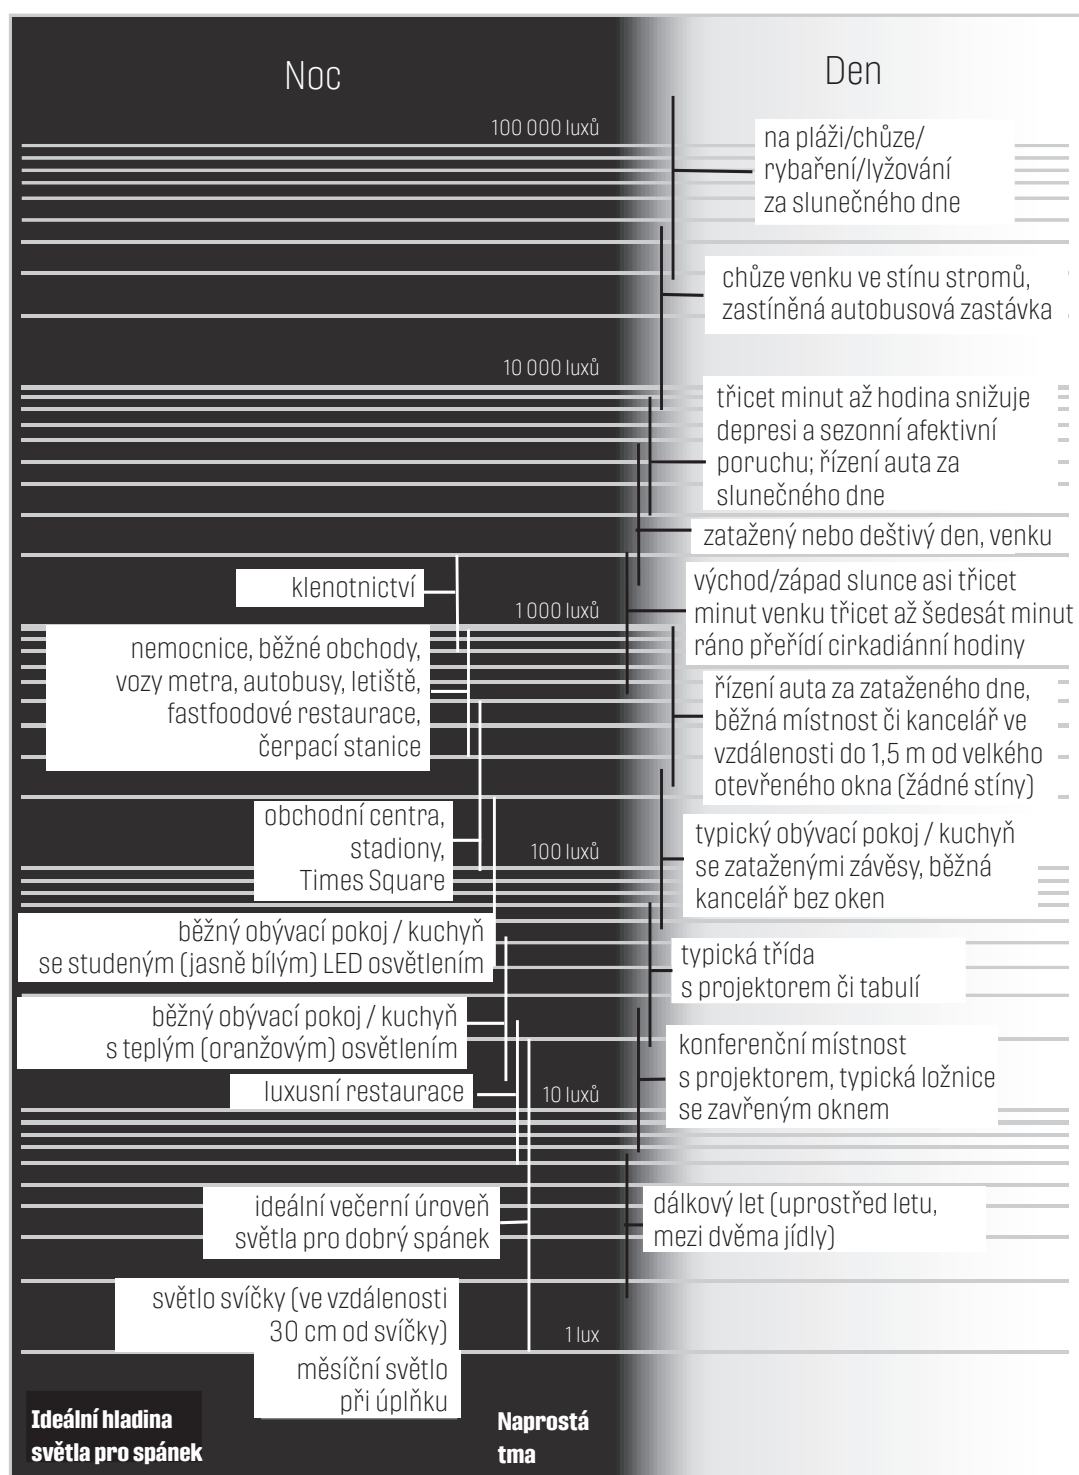 Noc
Den
100 000 luxů
na pláži/chůze/
rybaření/lyžování
za slunečného dne
chůze venku ve stínu stromů,
zastíněná autobusová zastávka
10 000 luxů
třicet minut až hodina snižuje
depresi a sezonní afektivní
poruchu; řízení auta za
slunečného dne
zatažený nebo deštivý den, venku
klenotnictví
východ/západ slunce asi třicet
minut venku třicet až šedesát minut
ráno přeřídí cirkadiánní hodiny
1 000 luxů
nemocnice, běžné obchody,
vozy metra, autobusy, letiště,
fastfoodové restaurace,
čerpací stanice
řízení auta za zataženého dne,
běžná místnost či kancelář ve
vzdálenosti do 1,5 m od velkého
otevřeného okna (žádné stíny)
obchodní centra,
stadiony,
Times Square
100 luxů
typický obývací pokoj / kuchyň
se zataženými závěsy, běžná
kancelář bez oken
běžný obývací pokoj / kuchyň
se studeným (jasně bílým) LED osvětlením
typická třída
s projektorem či tabulí
běžný obývací pokoj / kuchyň
s teplým (oranžovým) osvětlením
konferenční místnost
s projektorem, typická ložnice
se zavřeným oknem
luxusní restaurace
10 luxů
ideální večerní úroveň
světla pro dobrý spánek
dálkový let (uprostřed letu,
mezi dvěma jídly)
světlo svíčky (ve vzdálenosti
30 cm od svíčky)
1 lux
měsíční světlo
při úplňku
Ideální hladina
světla pro spánek
Naprostá
tma